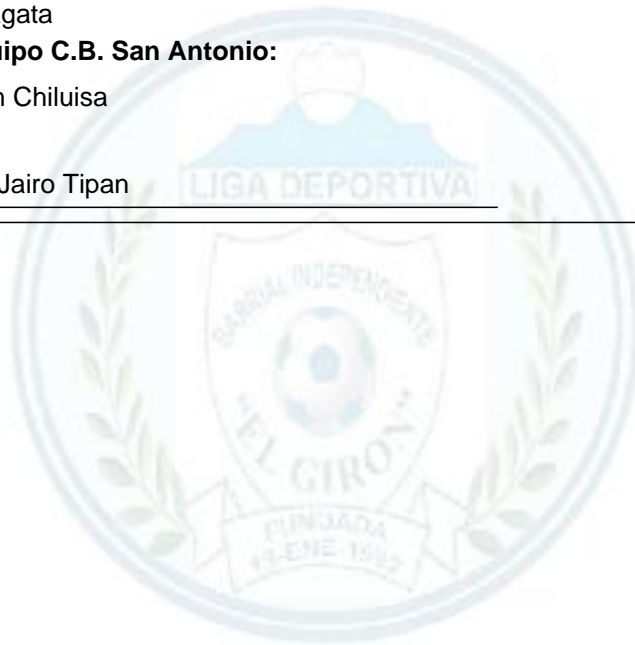 gata
uipo C.B. San Antonio:
n Chiluisa
Jairo Tipan
LIGA DEPORTIVA
BARRIAL INDEPENDIENTE
"EL GIRON"
FUNDADA